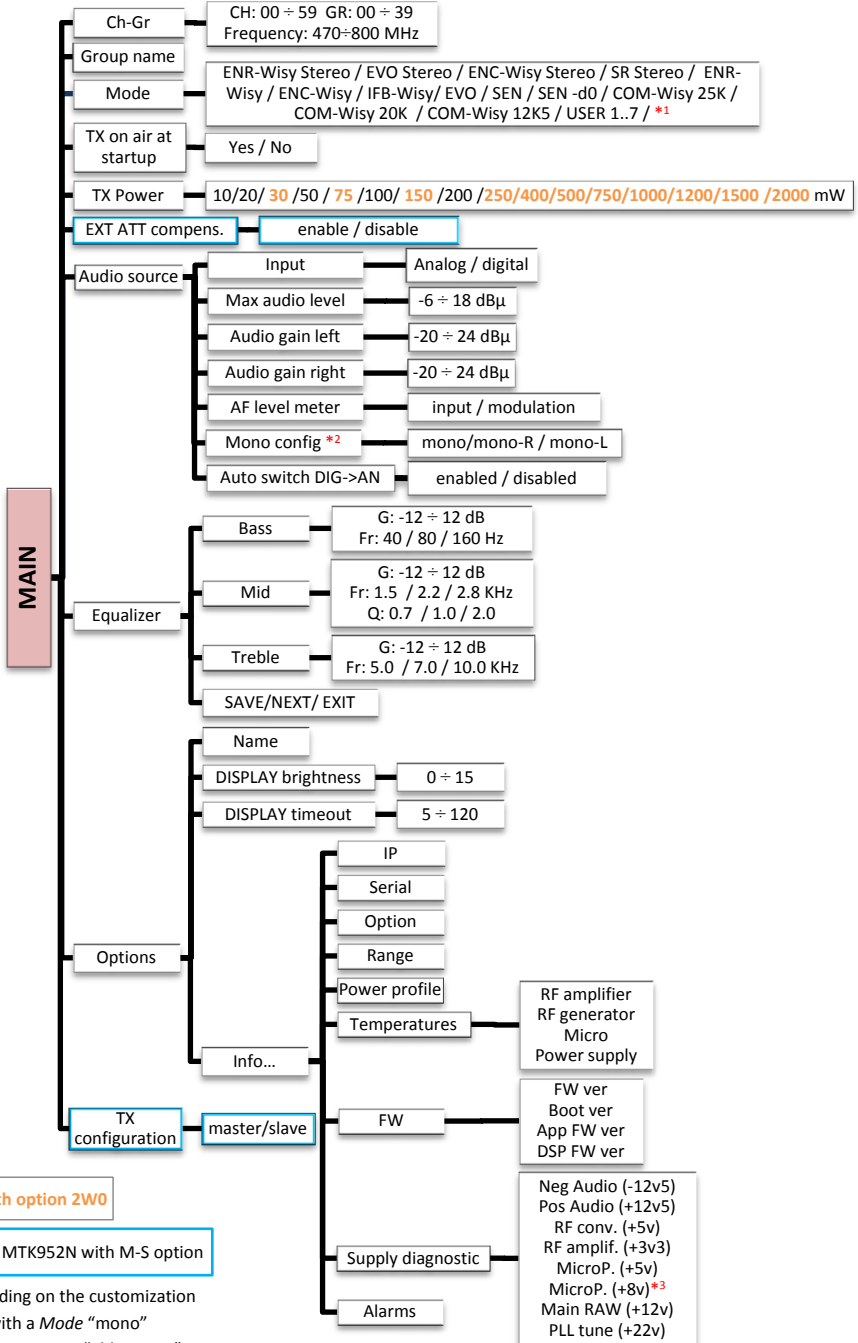 MAIN
Ch-Gr
CH: 00 ÷ 59 GR: 00 ÷ 39
Frequency: 470÷800 MHz
Group name
Mode
ENR-Wisy Stereo / EVO Stereo / ENC-Wisy Stereo / SR Stereo / ENR-
Wisy / ENC-Wisy / IFB-Wisy/ EVO / SEN / SEN -d0 / COM-Wisy 25K /
COM-Wisy 20K / COM-Wisy 12K5 / USER 1..7 / *1
TX on air at
startup
Yes / No
TX Power
10/20/ 30 /50 / 75 /100/ 150 /200 /250/400/500/750/1000/1200/1500 /2000 mW
EXT ATT compens.
enable / disable
Audio source
Input
Analog / digital
Max audio level
-6 ÷ 18 dBµ
Audio gain left
-20 ÷ 24 dBµ
Audio gain right
-20 ÷ 24 dBµ
AF level meter
input / modulation
Mono config *2
mono/mono-R / mono-L
Auto switch DIG->AN
enabled / disabled
Equalizer
Bass
G: -12 ÷ 12 dB
Fr: 40 / 80 / 160 Hz
Mid
G: -12 ÷ 12 dB
Fr: 1.5 / 2.2 / 2.8 KHz
Q: 0.7 / 1.0 / 2.0
Treble
G: -12 ÷ 12 dB
Fr: 5.0 / 7.0 / 10.0 KHz
SAVE/NEXT/ EXIT
Options
Name
DISPLAY brightness
0 ÷ 15
DISPLAY timeout
5 ÷ 120
Info...
IP
Serial
Option
Range
Power profile
Temperatures
RF amplifier
RF generator
Micro
Power supply
FW
FW ver
Boot ver
App FW ver
DSP FW ver
Supply diagnostic
Neg Audio (-12v5)
Pos Audio (+12v5)
RF conv. (+5v)
RF amplif. (+3v3)
MicroP. (+5v)
MicroP. (+8v)*3
Main RAW (+12v)
PLL tune (+22v)
Alarms
TX
configuration
master/slave
option 2W0
MTK952N with M-S option
on the customization
with a Mode "mono"